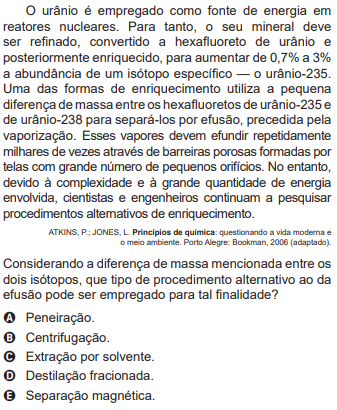 O urânio é empregado como fonte de energia em
reatores nucleares. Para tanto, o seu mineral deve
ser refinado, convertido a hexafluoreto de urânio e
posteriormente enriquecido, para aumentar de 0,7% a 3%
a abundância de um isótopo específico — o urânio-235.
Uma das formas de enriquecimento utiliza a pequena
diferença de massa entre os hexafluoretos de urânio-235 e
de urânio-238 para separá-los por efusão, precedida pela
vaporização. Esses vapores devem efundir repetidamente
milhares de vezes através de barreiras porosas formadas por
telas com grande número de pequenos orifícios. No entanto,
devido à complexidade e à grande quantidade de energia
envolvida, cientistas e engenheiros continuam a pesquisar
procedimentos alternativos de enriquecimento.
ATKINS, P.; JONES, L. Princípios de química: questionando a vida moderna e
o meio ambiente. Porto Alegre: Bookman, 2006 (adaptado).
Considerando a diferença de massa mencionada entre os
dois isótopos, que tipo de procedimento alternativo ao da
efusão pode ser empregado para tal finalidade?
A Peneiração.
B Centrifugação.
C Extração por solvente.
D Destilação fracionada.
E Separação magnética.